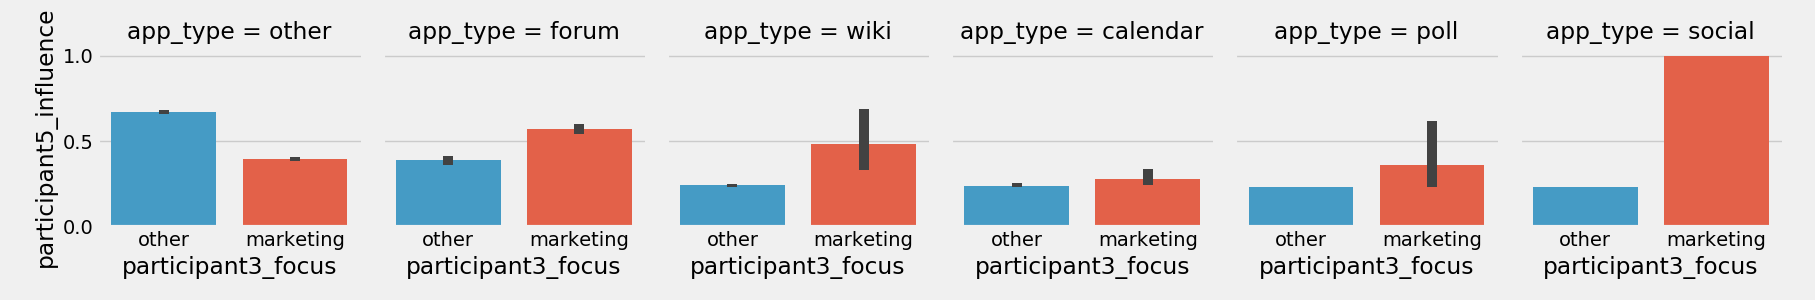 app_type = other
app_type = forum
app_type = wiki
app_type = calendar
app_type = poll
app_type = social
participant5_influence
1.0
0.5
0.0
other marketing
other marketing
other marketing
other marketing
other marketing
other marketing
participant3_focus
participant3_focus
participant3_focus
participant3_focus
participant3_focus
participant3_focus